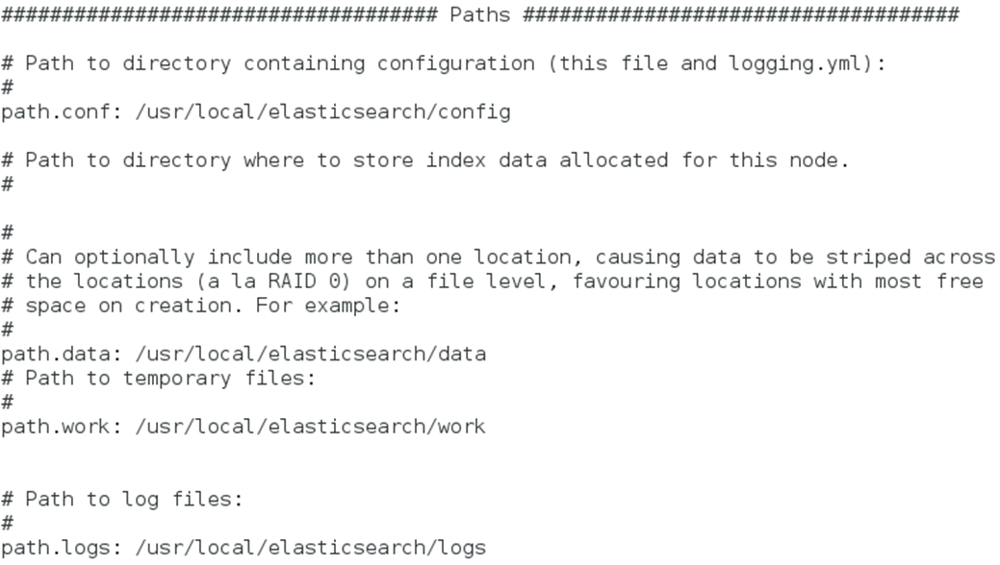 #################################### Paths ####################################
# Path to directory containing configuration (this file and logging.yml):
#
path.conf: /usr/local/elasticsearch/config
# Path to directory where to store index data allocated for this node.
#
#
# Can optionally include more than one location, causing data to be striped across
# the locations (a la RAID 0) on a file level, favouring locations with most free
# space on creation. For example:
#
path.data: /usr/local/elasticsearch/data
# Path to temporary files:
#
path.work: /usr/local/elasticsearch/work
# Path to log files:
#
path.logs: /usr/local/elasticsearch/logs